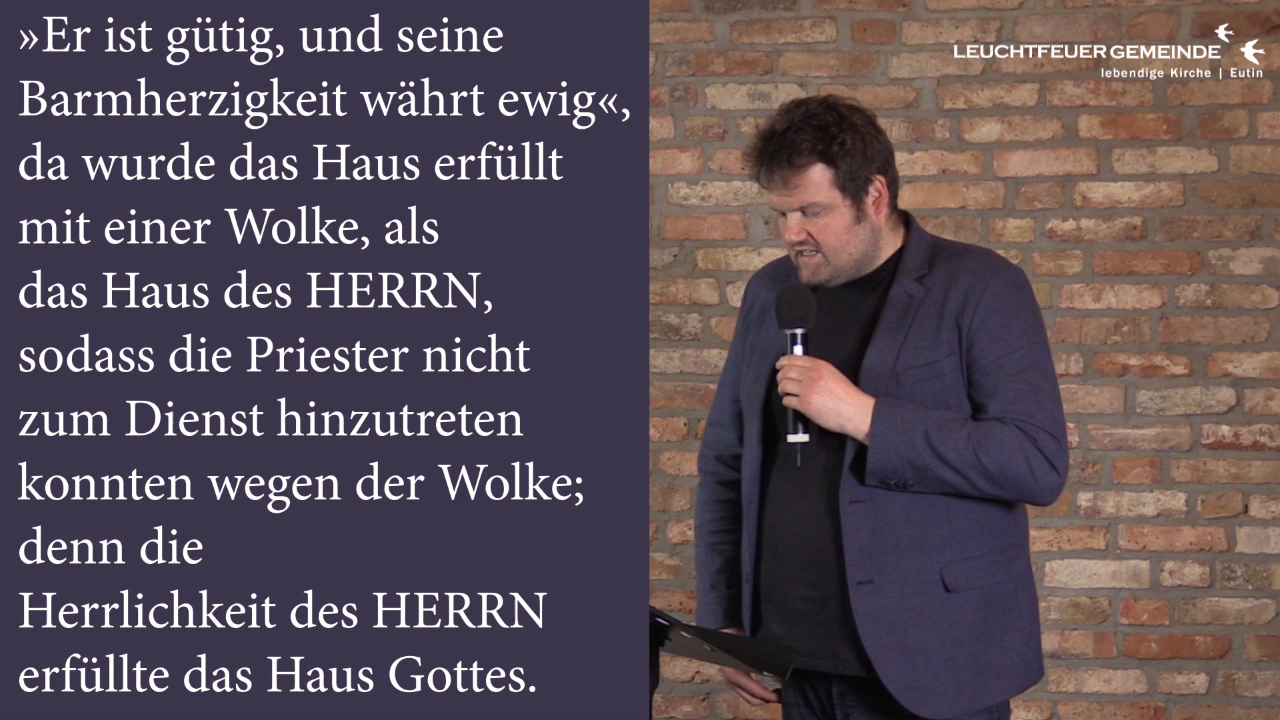 »Er ist gütig, und seine
Barmherzigkeit währt ewig«,
da wurde das Haus erfüllt
mit einer Wolke, als
das Haus des HERRN,
sodass die Priester nicht
zum Dienst hinzutreten
konnten wegen der Wolke;
denn die
Herrlichkeit des HERRN
erfüllte das Haus Gottes.
LEUCHTFEUER GEMEINDE
lebendige Kirche | Eutin